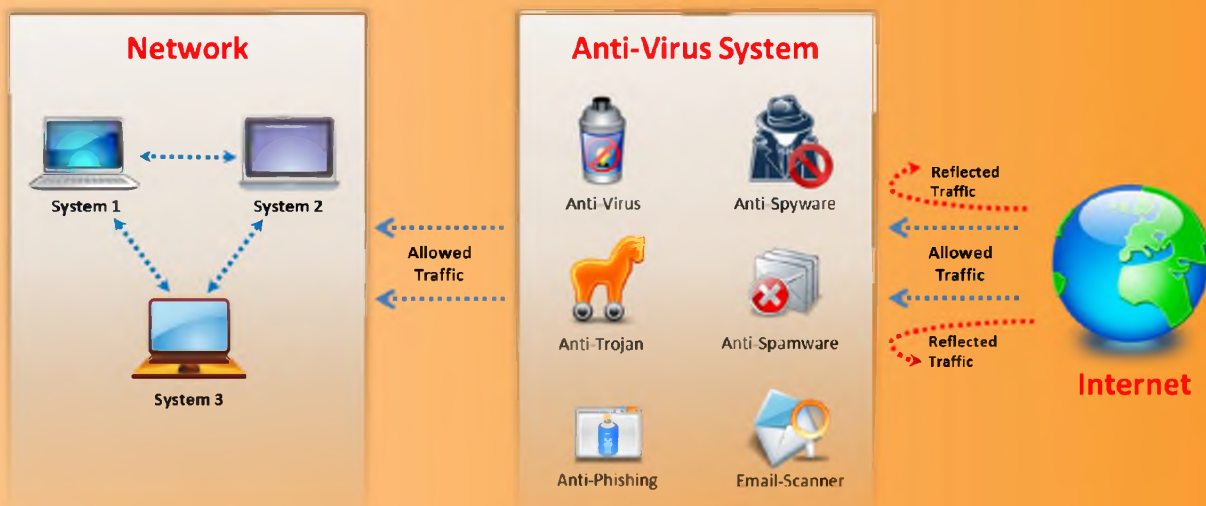 Network
System 1
System 2
System 3
Allowed
Traffic
Anti-Virus System
Anti-Virus
Anti-Spyware
Anti-Trojan
Anti-Spamware
Anti-Phishing
Email-Scanner
Reflected
Traffic
Allowed
Traffic
Reflected
Traffic
Internet